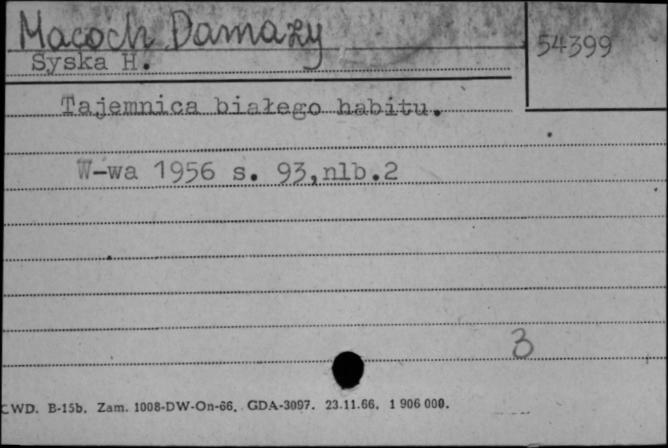 Macoch Damazy
54399
Syska H.
Tajemnica białego habitu.
W-wa 1956 s. 93,nlb.2
3
CWD. B-15b. Zam. 1008-DW-On-66. GDA-3097. 23.11.66. 1 906 000.